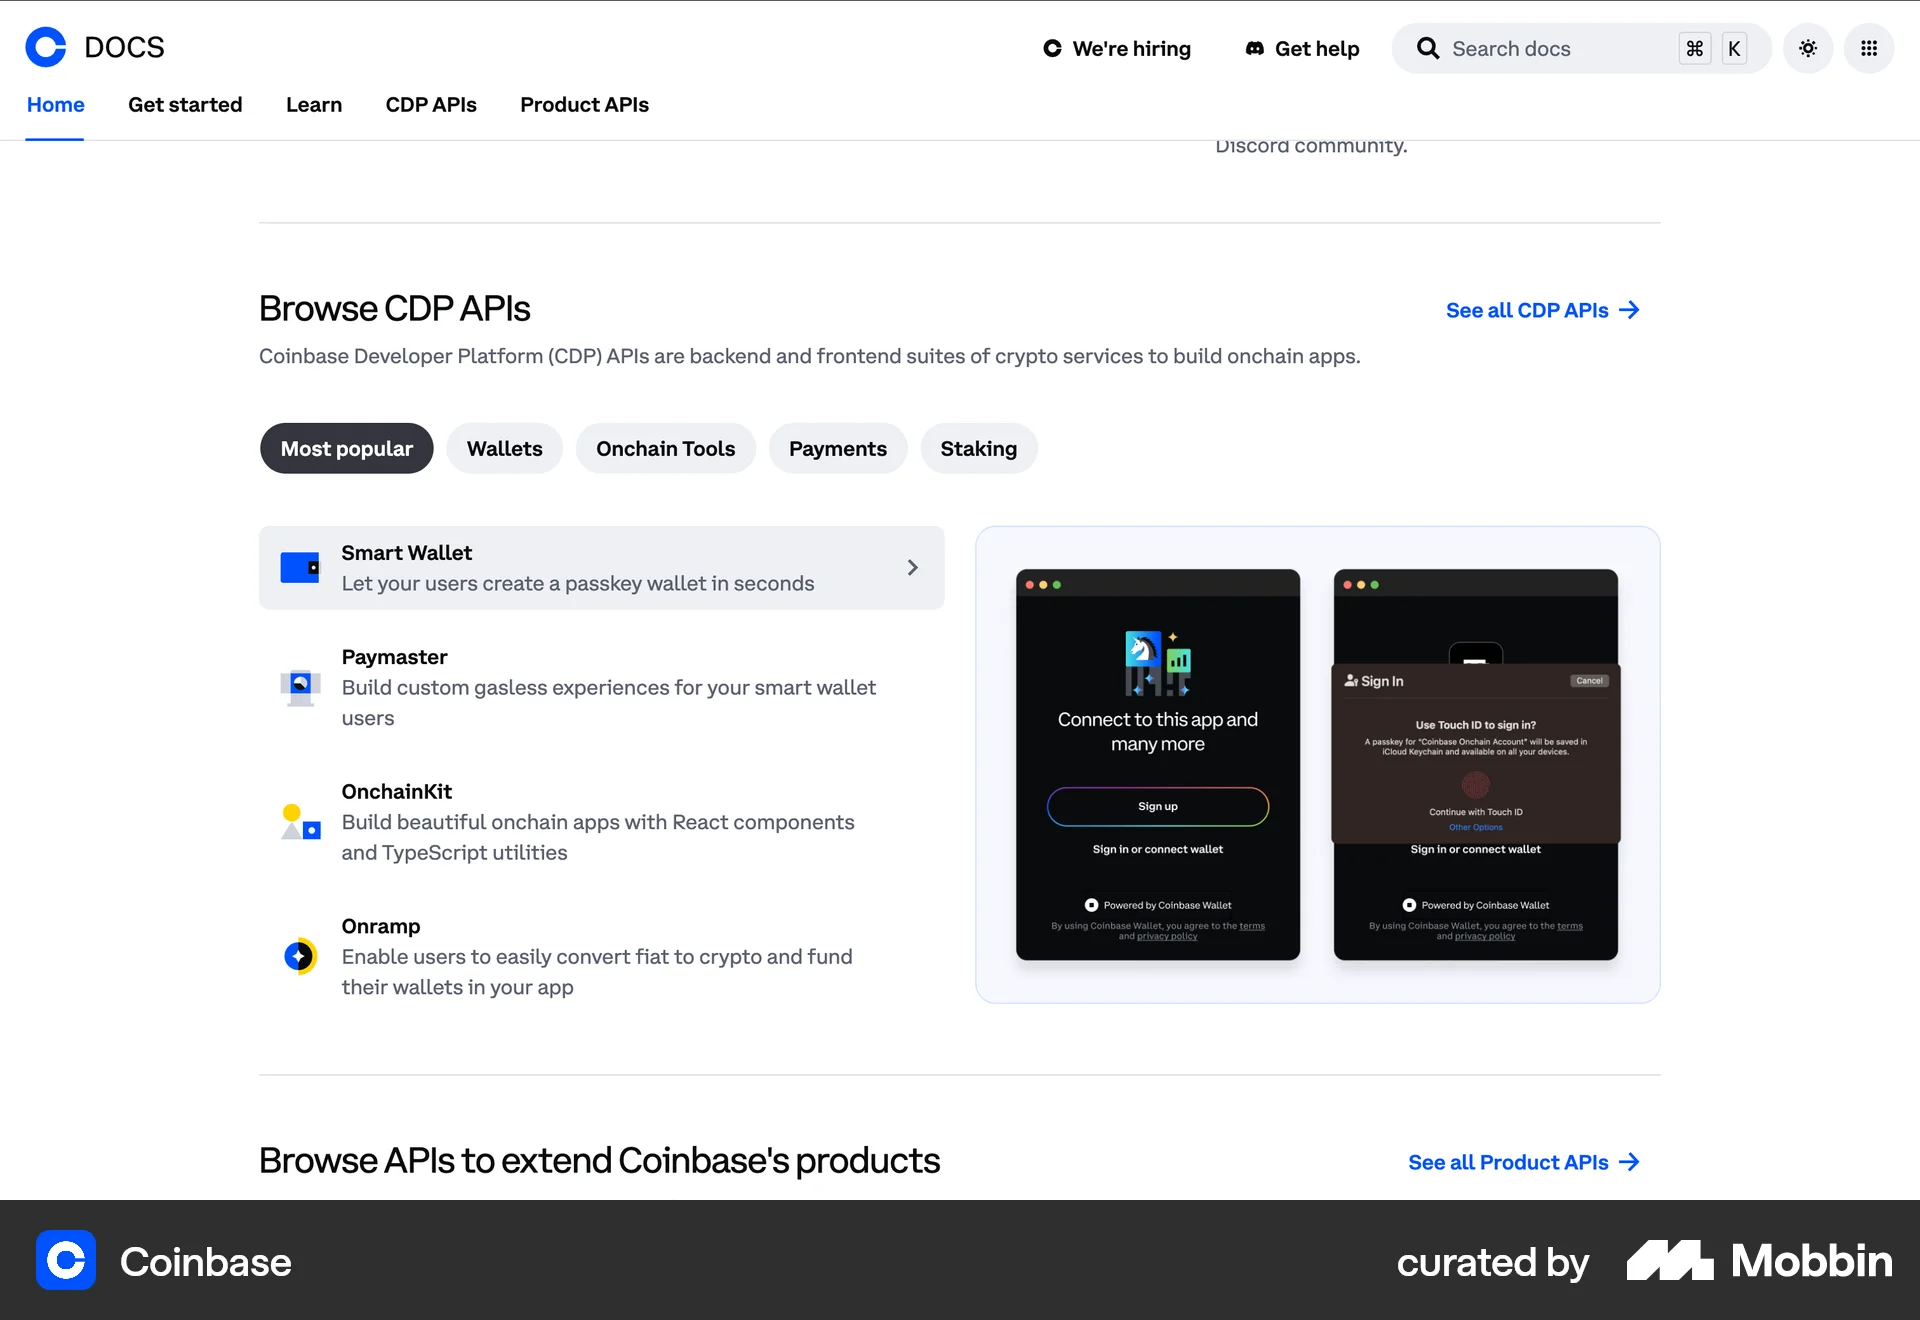 DOCS
We're hiring
Get help
Search docs
⌘ K
Home
Get started
Learn
CDP APIs
Product APIs
Discord community.
Browse CDP APIs
See all CDP APIs
Coinbase Developer Platform (CDP) APIs are backend and frontend suites of crypto services to build onchain apps.
Most popular
Wallets
Onchain Tools
Payments
Staking
Smart Wallet
Let your users create a passkey wallet in seconds
Paymaster
Build custom gasless experiences for your smart wallet
users
OnchainKit
Build beautiful onchain apps with React components
and TypeScript utilities
Onramp
Enable users to easily convert fiat to crypto and fund
their wallets in your app
Connect to this app and
many more
Sign up
Sign in or connect wallet
Powered by Coinbase Wallet
By using Coinbase Wallet, you agree to the terms
and privacy policy
Sign In
Cancel
Use Touch ID to sign in?
A passkey for "Coinbase Onchain Account" will be saved in
iCloud Keychain and available on all your devices.
Continue with Touch ID
Other Options
Sign in or connect wallet
Powered by Coinbase Wallet
By using Coinbase Wallet, you agree to the terms
and privacy policy
Browse APIs to extend Coinbase's products
See all Product APIs
Coinbase
curated by
Mobbin